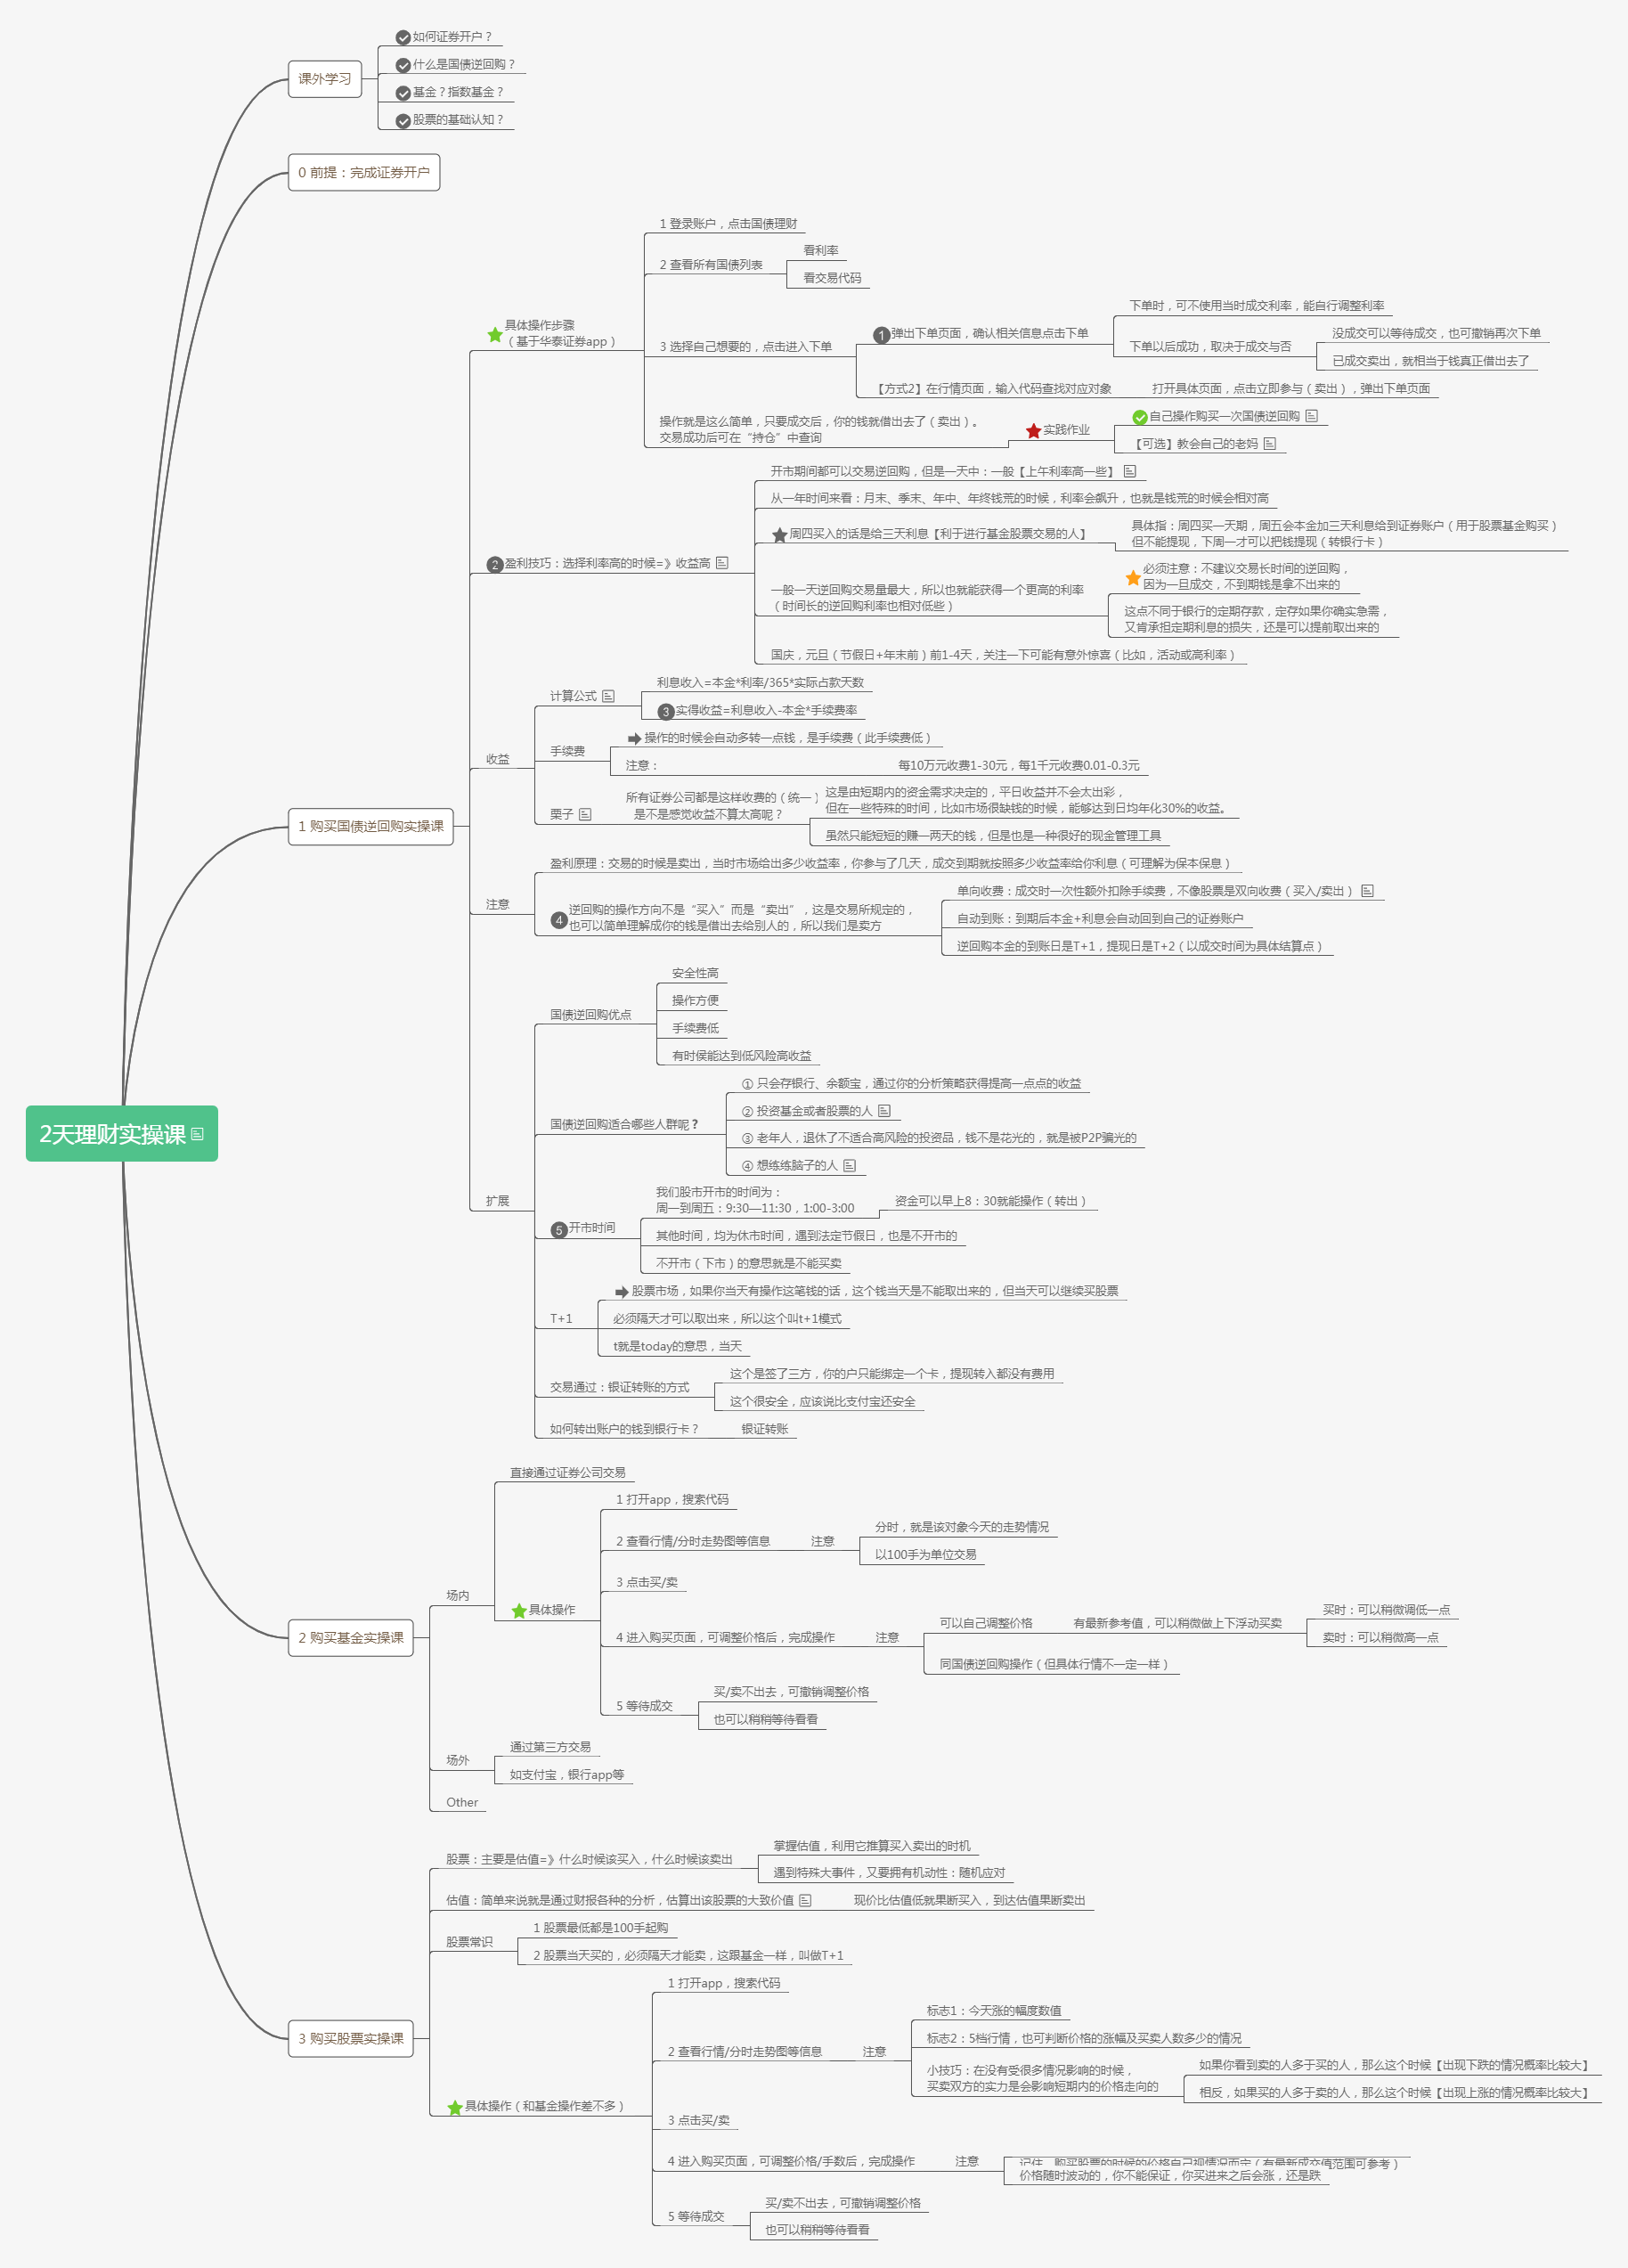 如何证券开户？
什么是国债逆回购？
课外学习
基金？指数基金？
股票的基础认知？
0 前提：完成证券开户
1 登录账户，点击国债理财
2 查看所有国债列表
看利率
看交易代码
具体操作步骤
（基于华泰证券app）
3 选择自己想要的，点击进入下单
1 弹出下单页面，确认相关信息点击下单
下单时，可不使用当时成交利率，能自行调整利率
下单以后成功，取决于成交与否
没成交可以等待成交，也可撤销再次下单
已成交卖出，就相当于钱真正借出去了
【方式2】在行情页面，输入代码查找对应对象
打开具体页面，点击立即参与（卖出），弹出下单页面
操作就是这么简单，只要成交后，你的钱就借出去了（卖出）。
交易成功后可在“持仓”中查询
实践作业
自己操作购买一次国债逆回购
【可选】教会自己的老妈
2 盈利技巧：选择利率高的时候=》收益高
开市期间都可以交易逆回购，但是一天中：一般【上午利率高一些】
从一年时间来看：月末、季末、年中、年终钱荒的时候，利率会飙升，也就是钱荒的时候会相对高
周四买入的话是给三天利息【利于进行基金股票交易的人】
具体指：周四买一天期，周五会本金加三天利息给到证券账户（用于股票基金购买）
但不能提现，下周一才可以把钱提现（转银行卡）
一般一天逆回购交易量最大，所以也就能获得一个更高的利率
（时间长的逆回购利率也相对低些）
必须注意：不建议交易长时间的逆回购，
因为一旦成交，不到期钱是拿不出来的
这点不同于银行的定期存款，定存如果你确实急需，
又肯承担定期利息的损失，还是可以提前取出来的
国庆，元旦（节假日+年末前）前1-4天，关注一下可能有意外惊喜（比如，活动或高利率）
1 购买国债逆回购实操课
收益
计算公式
利息收入=本金*利率/365*实际占款天数
3 实得收益=利息收入-本金*手续费率
手续费
操作的时候会自动多转一点钱，是手续费（此手续费低）
注意：
每10万元收费1-30元，每1千元收费0.01-0.3元
所有证券公司都是这样收费的（统一）
栗子
是不是感觉收益不算太高呢？
这是由短期内的资金需求决定的，平日收益并不会太出彩，
但在一些特殊的时间，比如市场很缺钱的时候，能够达到日均年化30%的收益。
虽然只能短短的赚一两天的钱，但是也是一种很好的现金管理工具
注意
盈利原理：交易的时候是卖出，当时市场给出多少收益率，你参与了几天，成交到期就按照多少收益率给你利息（可理解为保本保息）
4 逆回购的操作方向不是“买入”而是“卖出”，这是交易所规定的，
也可以简单理解成你的钱是借出去给别人的，所以我们是卖方
单向收费：成交时一次性额外扣除手续费，不像股票是双向收费（买入/卖出）
自动到账：到期后本金+利息会自动回到自己的证券账户
逆回购本金的到账日是T+1，提现日是T+2（以成交时间为具体结算点）
扩展
国债逆回购优点
安全性高
操作方便
手续费低
有时侯能达到低风险高收益
国债逆回购适合哪些人群呢？
① 只会存银行、余额宝，通过你的分析策略获得提高一点点的收益
② 投资基金或者股票的人
③ 老年人，退休了不适合高风险的投资品，钱不是花光的，就是被P2P骗光的
④ 想练练脑子的人
5 开市时间
我们股市开市的时间为：
周一到周五：9:30—11:30，1:00-3:00
资金可以早上8：30就能操作（转出）
其他时间，均为休市时间，遇到法定节假日，也是不开市的
不开市（下市）的意思就是不能买卖
T+1
股票市场，如果你当天有操作这笔钱的话，这个钱当天是不能取出来的，但当天可以继续买股票
必须隔天才可以取出来，所以这个叫t+1模式
t就是today的意思，当天
交易通过：银证转账的方式
这个是签了三方，你的户只能绑定一个卡，提现转入都没有费用
这个很安全，应该说比支付宝还安全
如何转出账户的钱到银行卡？
银证转账
2天理财实操课
2 购买基金实操课
场内
直接通过证券公司交易
具体操作
1 打开app，搜索代码
2 查看行情/分时走势图等信息
注意
分时，就是该对象今天的走势情况
以100手为单位交易
3 点击买/卖
4 进入购买页面，可调整价格后，完成操作
注意
可以自己调整价格
有最新参考值，可以稍微做上下浮动买卖
买时：可以稍微调低一点
卖时：可以稍微高一点
同国债逆回购操作（但具体行情不一定一样）
5 等待成交
买/卖不出去，可撤销调整价格
也可以稍稍等待看看
场外
通过第三方交易
如支付宝，银行app等
Other
3 购买股票实操课
股票：主要是估值=》什么时候该买入，什么时候该卖出
掌握估值，利用它推算买入卖出的时机
遇到特殊大事件，又要拥有机动性：随机应对
估值：简单来说就是通过财报各种的分析，估算出该股票的大致价值
现价比估值低就果断买入，到达估值果断卖出
股票常识
1 股票最低都是100手起购
2 股票当天买的，必须隔天才能卖，这跟基金一样，叫做T+1
具体操作（和基金操作差不多）
1 打开app，搜索代码
2 查看行情/分时走势图等信息
注意
标志1：今天涨的幅度数值
标志2：5档行情，也可判断价格的涨幅及买卖人数多少的情况
小技巧：在没有受很多情况影响的时候，
买卖双方的实力是会影响短期内的价格走向的
如果你看到卖的人多于买的人，那么这个时候【出现下跌的情况概率比较大】
相反，如果买的人多于卖的人，那么这个时候【出现上涨的情况概率比较大】
3 点击买/卖
4 进入购买页面，可调整价格/手数后，完成操作
注意
记住，购买股票的时候的价格自己视情况而定（有最新成交值范围可参考）
价格随时波动的，你不能保证，你买进来之后会涨，还是跌
5 等待成交
买/卖不出去，可撤销调整价格
也可以稍稍等待看看